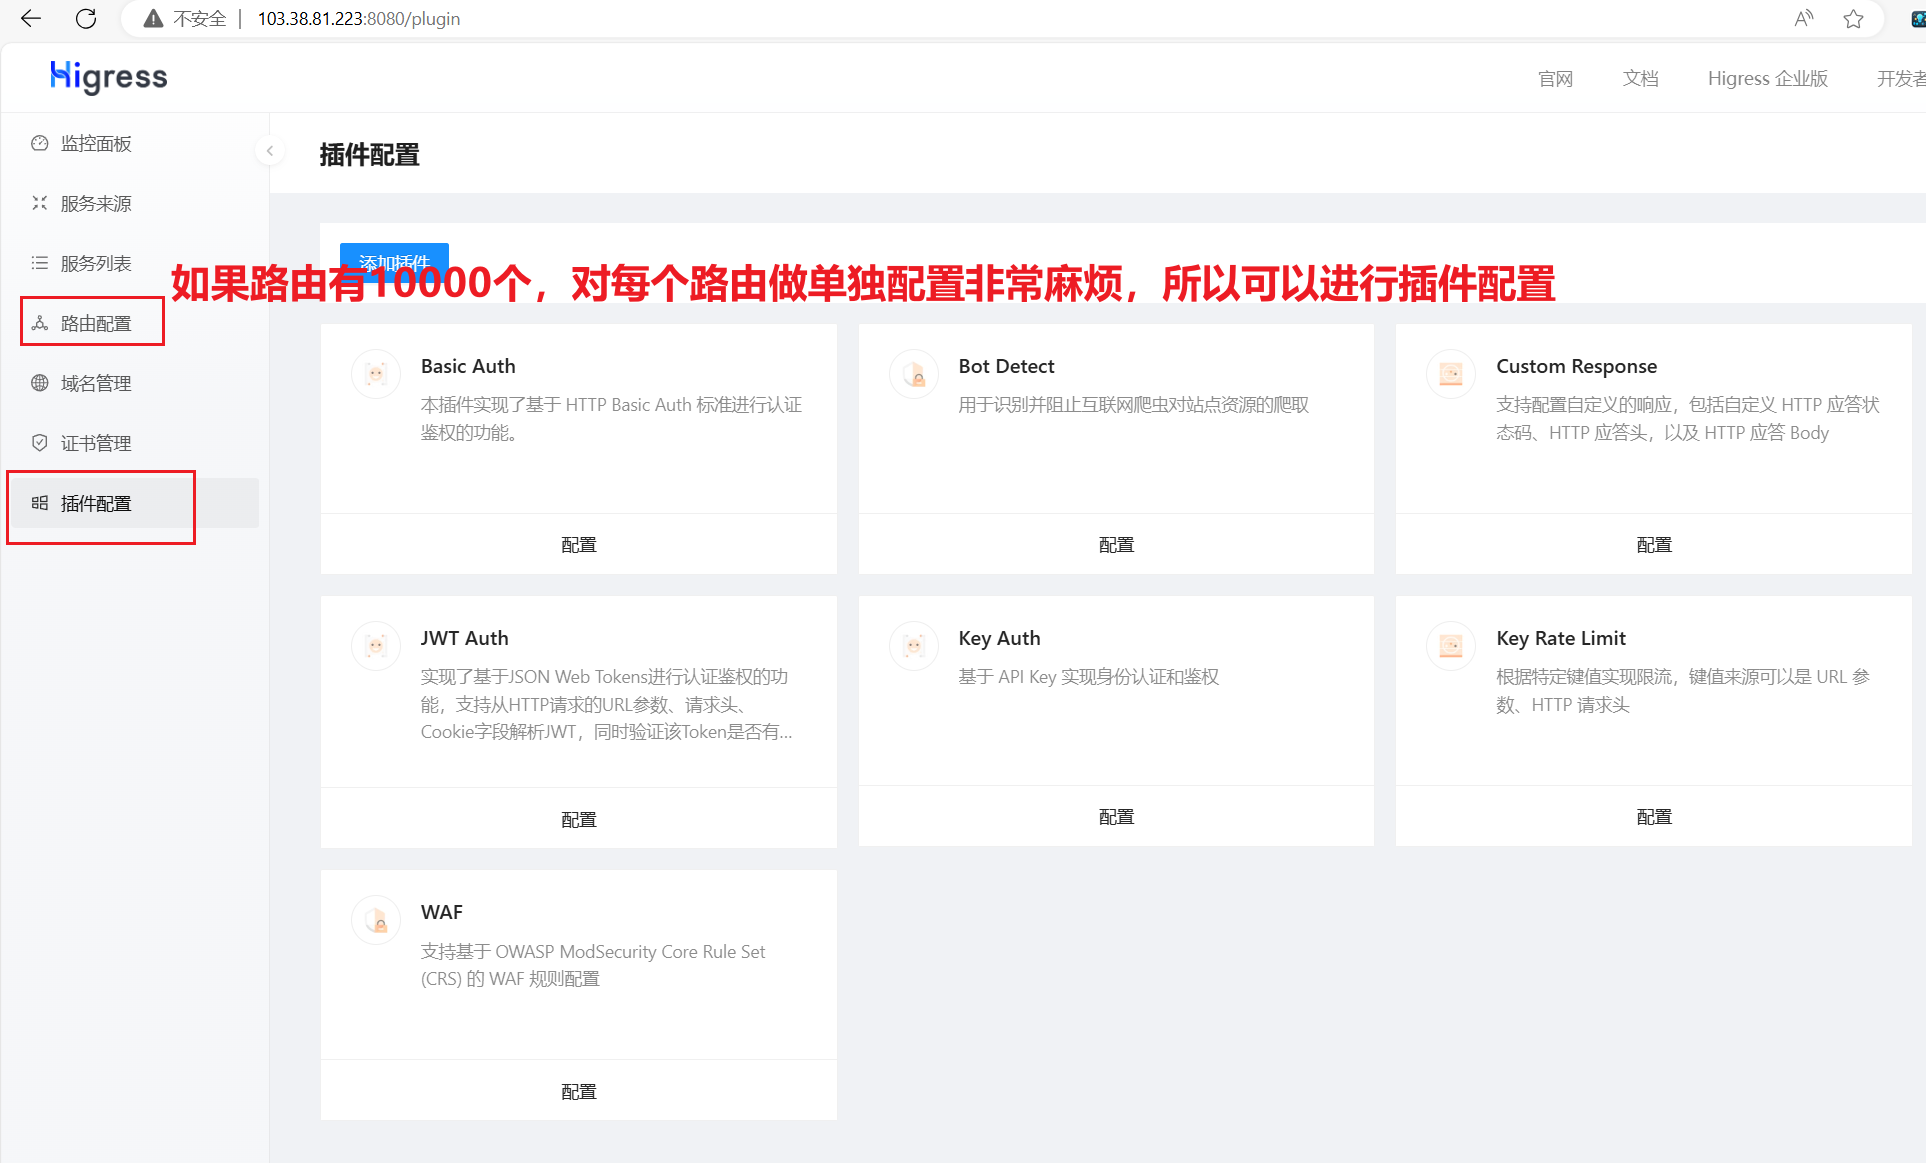 不安全 | 103.38.81.223:8080/plugin
Higress
官网 文档 Higress 企业版 开发者
监控面板
服务来源
服务列表
路由配置
域名管理
证书管理
插件配置
插件配置
添加插件
如果路由有10000个，对每个路由做单独配置非常麻烦，所以可以进行插件配置
Basic Auth
本插件实现了基于 HTTP Basic Auth 标准进行认证
鉴权的功能。
配置
Bot Detect
用于识别并阻止互联网爬虫对站点资源的爬取
配置
Custom Response
支持配置自定义的响应，包括自定义 HTTP 应答状
态码、HTTP 应答头，以及 HTTP 应答 Body
配置
JWT Auth
实现了基于JSON Web Tokens进行认证鉴权的功
能，支持从HTTP请求的URL参数、请求头、
Cookie字段解析JWT，同时验证该Token是否有...
配置
Key Auth
基于 API Key 实现身份认证和鉴权
配置
Key Rate Limit
根据特定键值实现限流，键值来源可以是 URL 参
数、HTTP 请求头
配置
WAF
支持基于 OWASP ModSecurity Core Rule Set
(CRS) 的 WAF 规则配置
配置